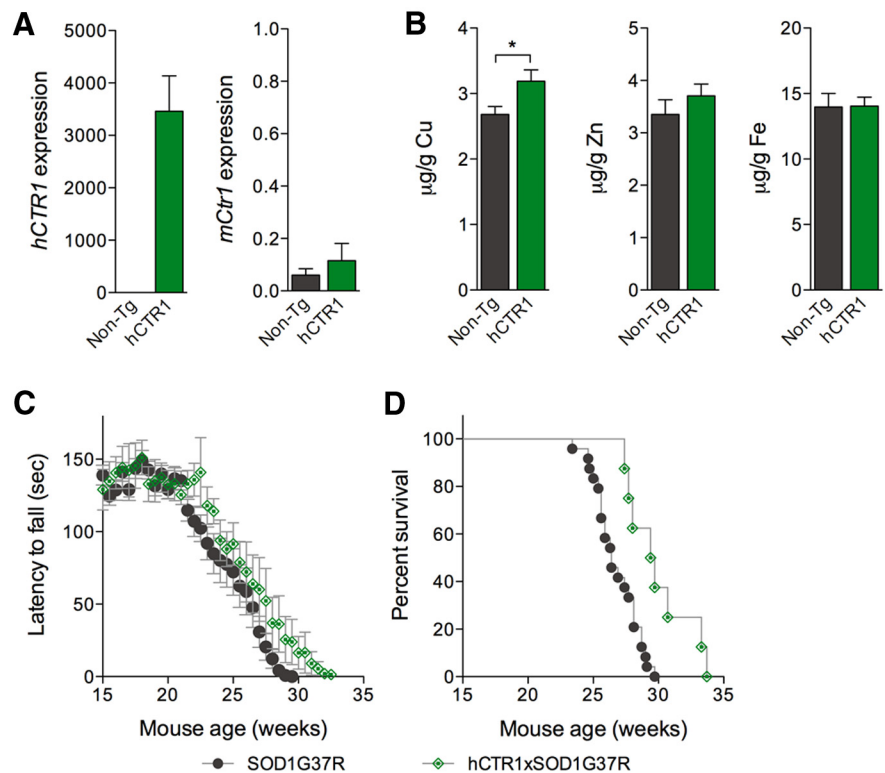 A
hCTR1 expression
5000
4000
3000
2000
1000
0
Non-Tg
hCTR1
mCtr1 expression
1.0
0.8
0.6
0.4
0.2
0.0
Non-Tg
hCTR1
B
µg/g Cu
4
3
2
1
0
*
Non-Tg
hCTR1
µg/g Zn
5
4
3
2
1
0
Non-Tg
hCTR1
µg/g Fe
20
15
10
5
0
Non-Tg
hCTR1
C
Latency to fall (sec)
150
100
50
0
15 20 25 30 35
Mouse age (weeks)
D
Percent survival
100
80
60
40
20
0
15 20 25 30 35
Mouse age (weeks)
SOD1G37R
hCTR1xSOD1G37R